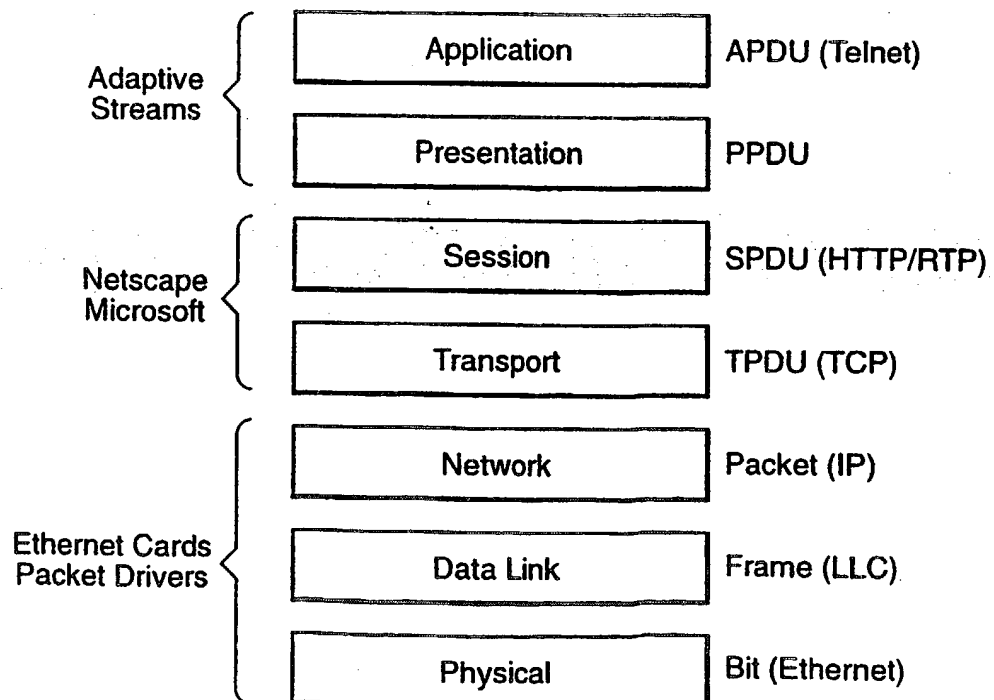 Application
APDU (Telnet)
Adaptive
Streams
Presentation
PPDU
Session
SPDU (HTTP/RTP)
Netscape
Microsoft
Transport
TPDU (TCP)
Network
Packet (IP)
Ethernet Cards
Packet Drivers
Data Link
Frame (LLC)
Physical
Bit (Ethernet)